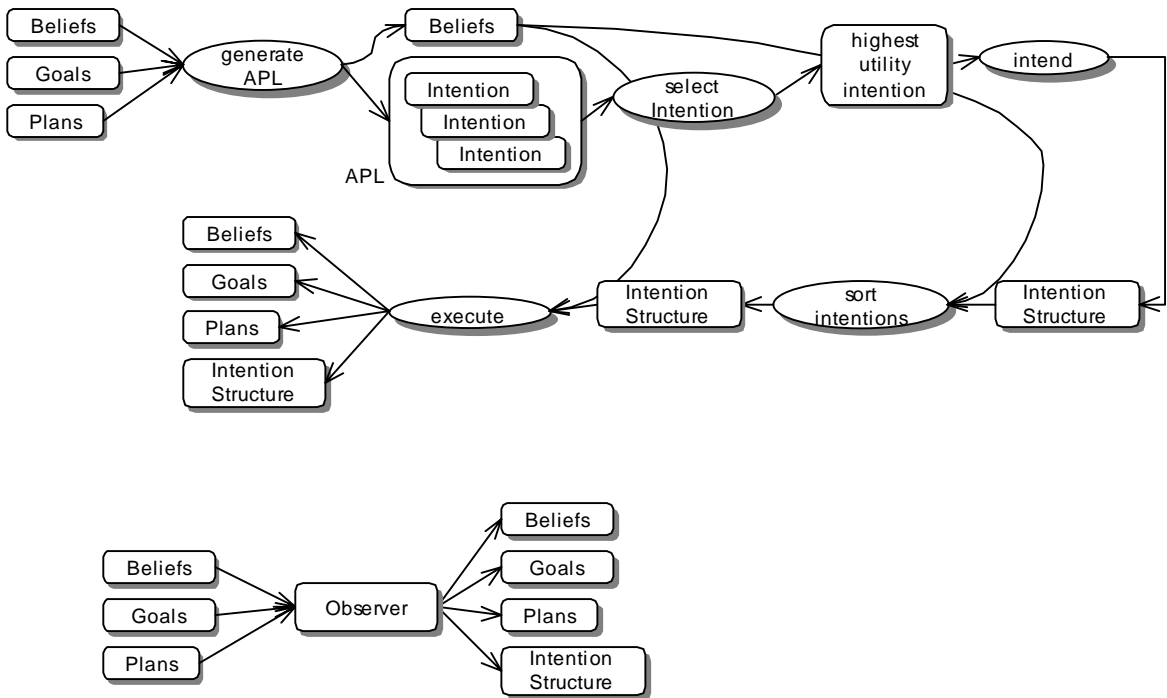 Beliefs
Goals
Plans
generate
APL
Beliefs
Intention
Intention
Intention
APL
select
Intention
highest
utility
intention
intend
Beliefs
Goals
Plans
Intention
Structure
execute
Intention
Structure
sort
intentions
Intention
Structure
Beliefs
Goals
Plans
Observer
Beliefs
Goals
Plans
Intention
Structure